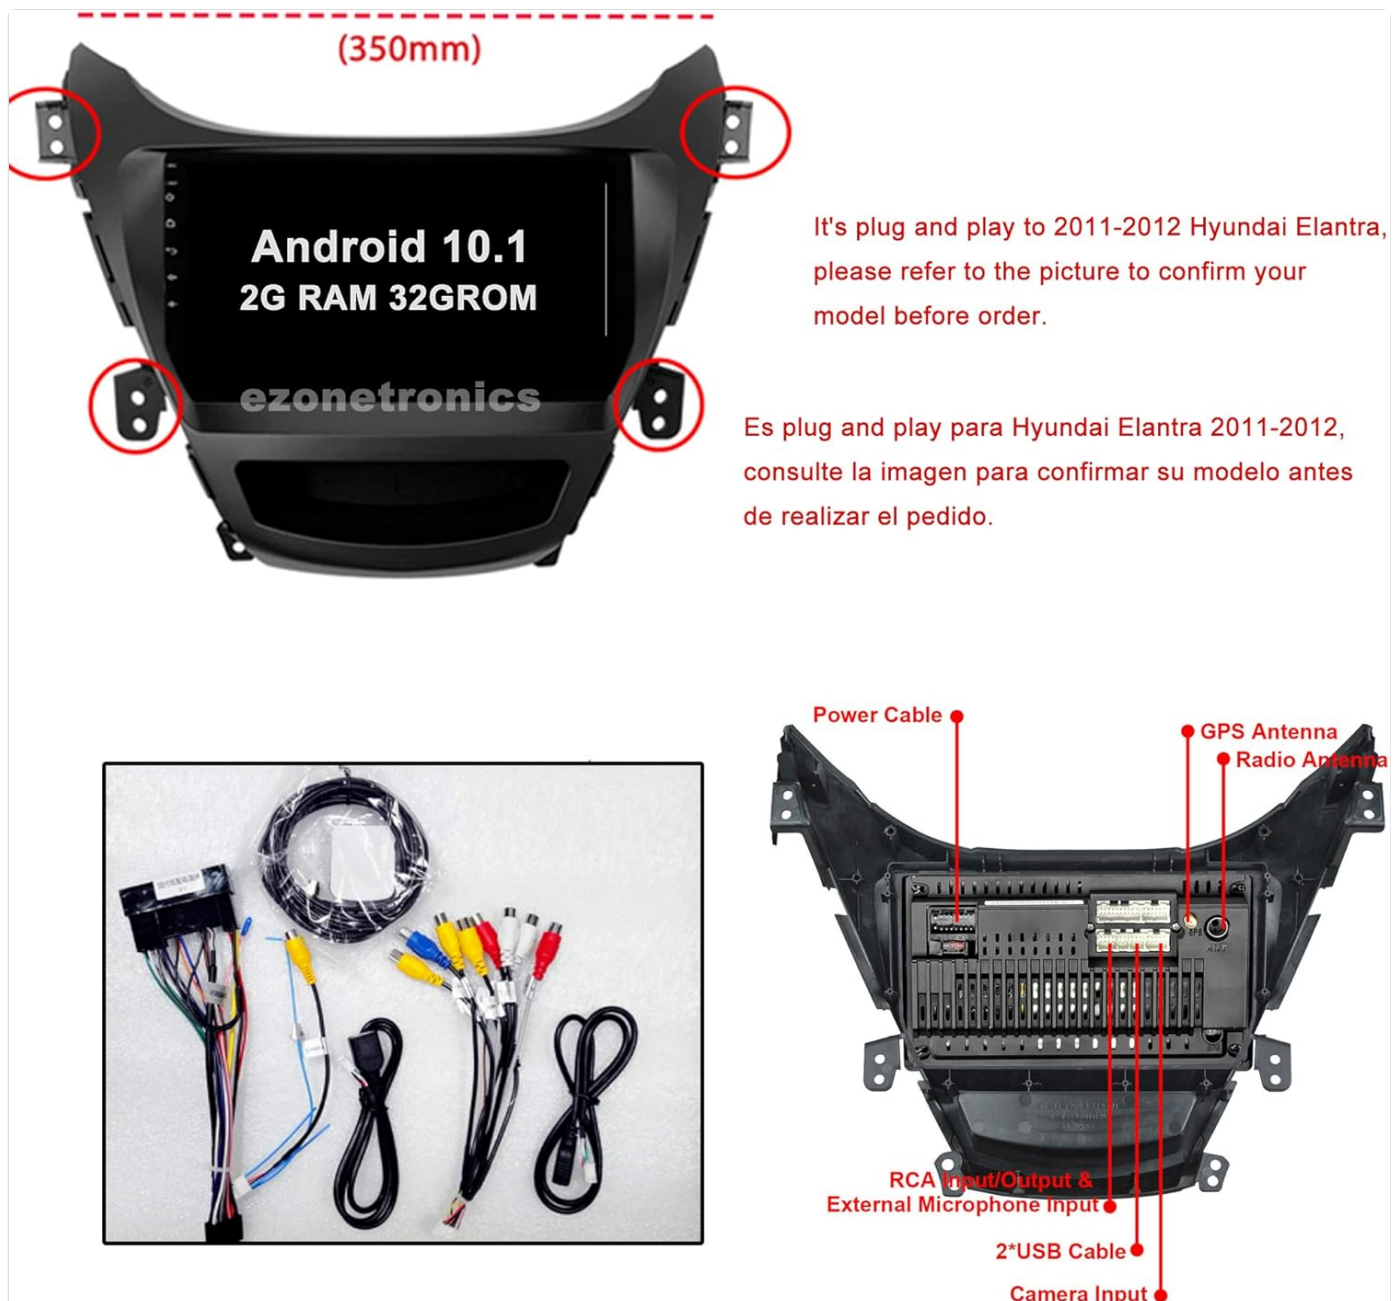 (350mm)
Android 10.1
2G RAM 32GROM
ezonetronics
It's plug and play to 2011-2012 Hyundai Elantra,
please refer to the picture to confirm your
model before order.
Es plug and play para Hyundai Elantra 2011-2012,
consulte la imagen para confirmar su modelo antes
de realizar el pedido.
Power Cable
GPS Antenna
Radio Antenna
GPS
ANT
RCA Input/Output &
External Microphone Input
2*USB Cable
Camera Input